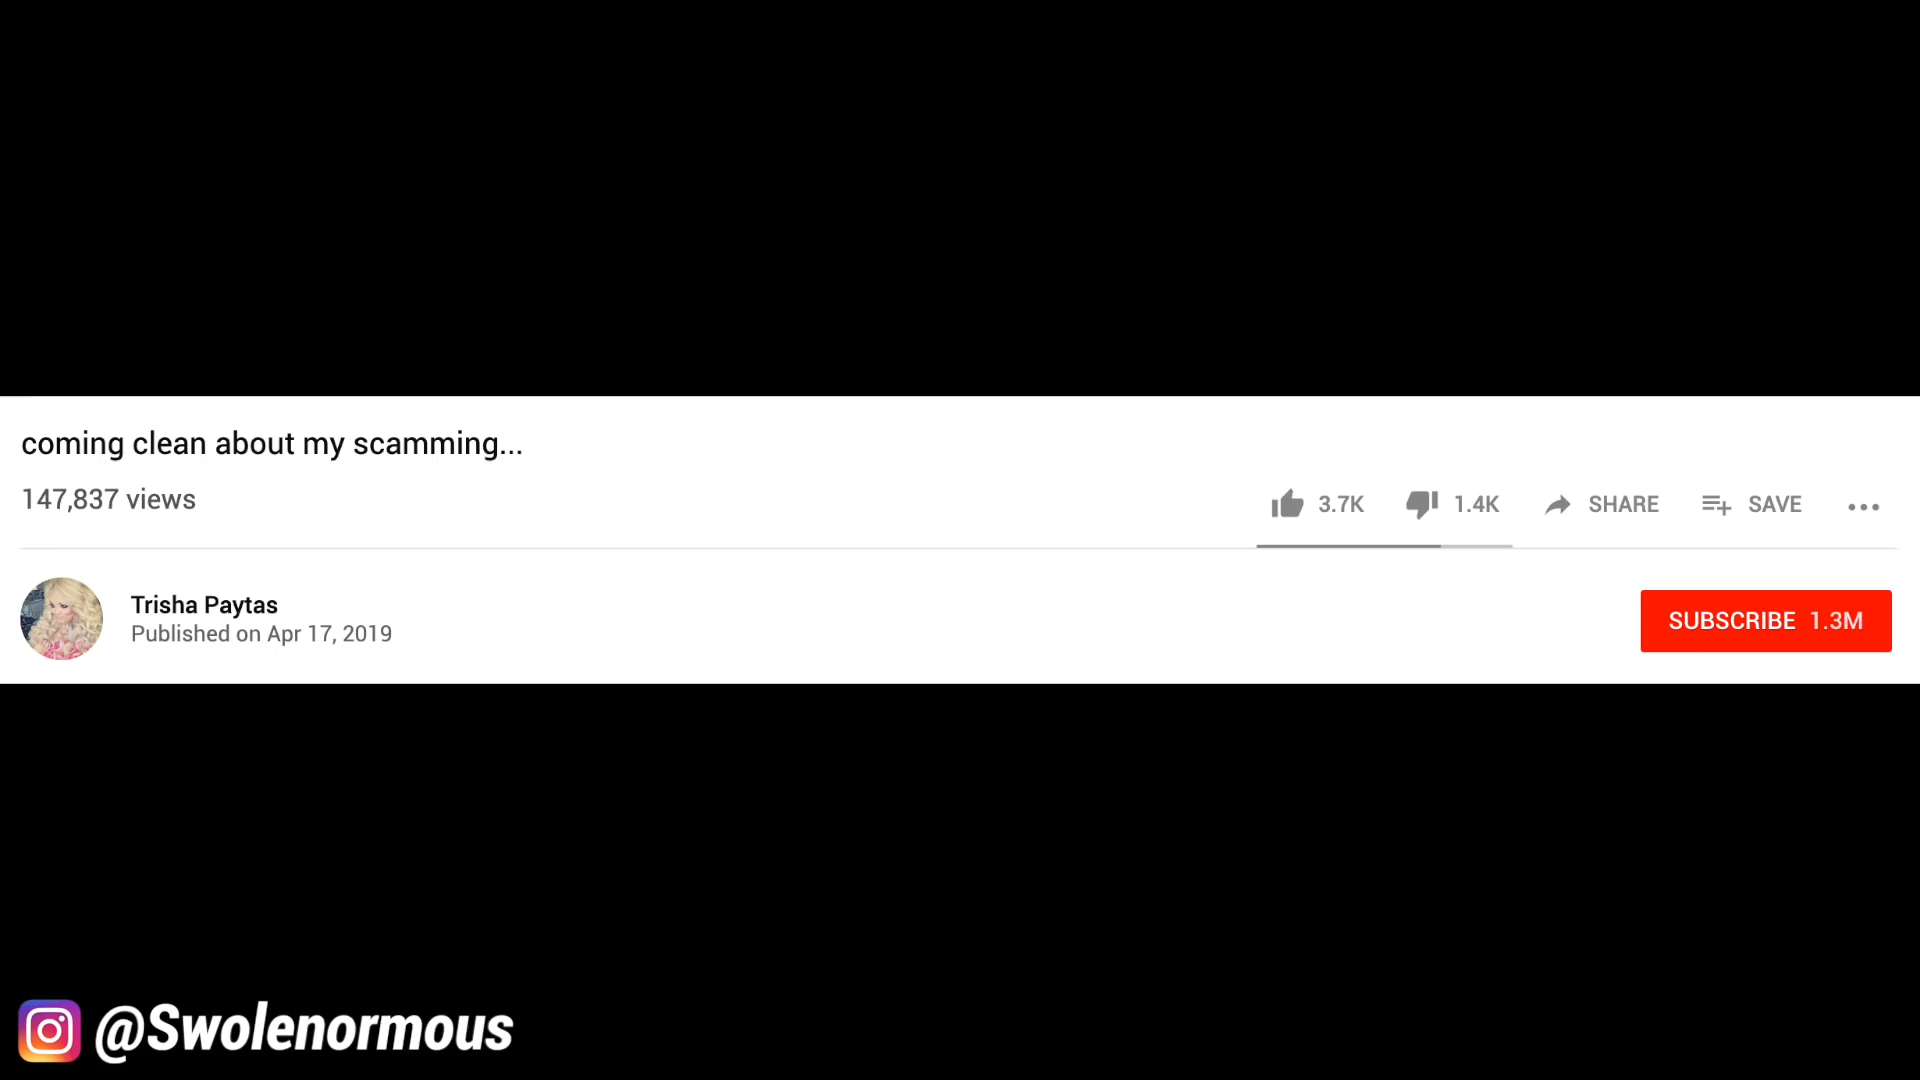 coming clean about my scamming...
147,837 views
3.7K 1.4K SHARE SAVE
Trisha Paytas
Published on Apr 17, 2019
SUBSCRIBE 1.3M
@Swolenormous